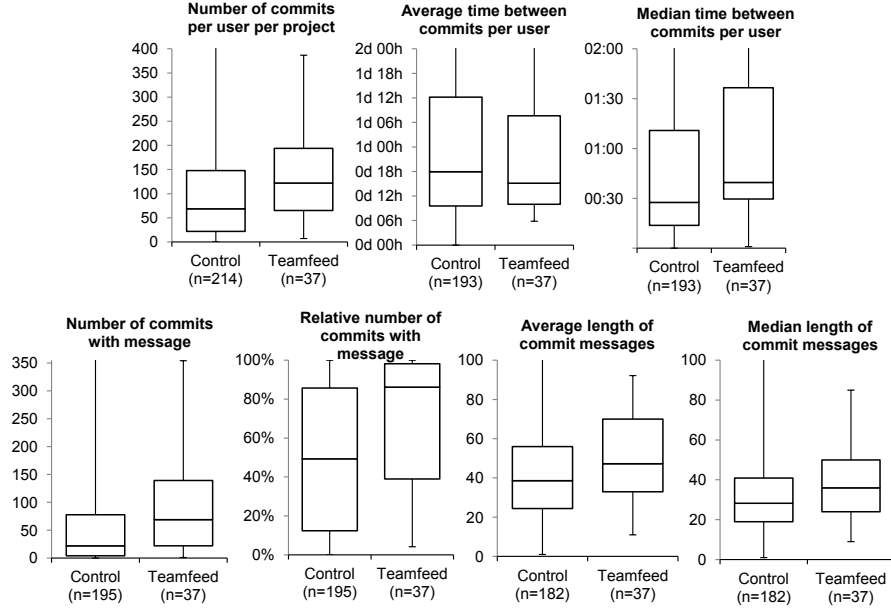 Number of commits
per user per project
400
350
300
250
200
150
100
50
0
Control
(n=214)
Teamfeed
(n=37)
Average time between
commits per user
2d 00h
1d 18h
1d 12h
1d 06h
1d 00h
0d 18h
0d 12h
0d 06h
0d 00h
Control
(n=193)
Teamfeed
(n=37)
Median time between
commits per user
02:00
01:30
01:00
00:30
Control
(n=193)
Teamfeed
(n=37)
Number of commits
with message
350
300
250
200
150
100
50
0
Control
(n=195)
Teamfeed
(n=37)
Relative number of
commits with
message
100%
80%
60%
40%
20%
0%
Control
(n=195)
Teamfeed
(n=37)
Average length of
commit messages
100
80
60
40
20
0
Control
(n=182)
Teamfeed
(n=37)
Median length of
commit messages
100
80
60
40
20
0
Control
(n=182)
Teamfeed
(n=37)